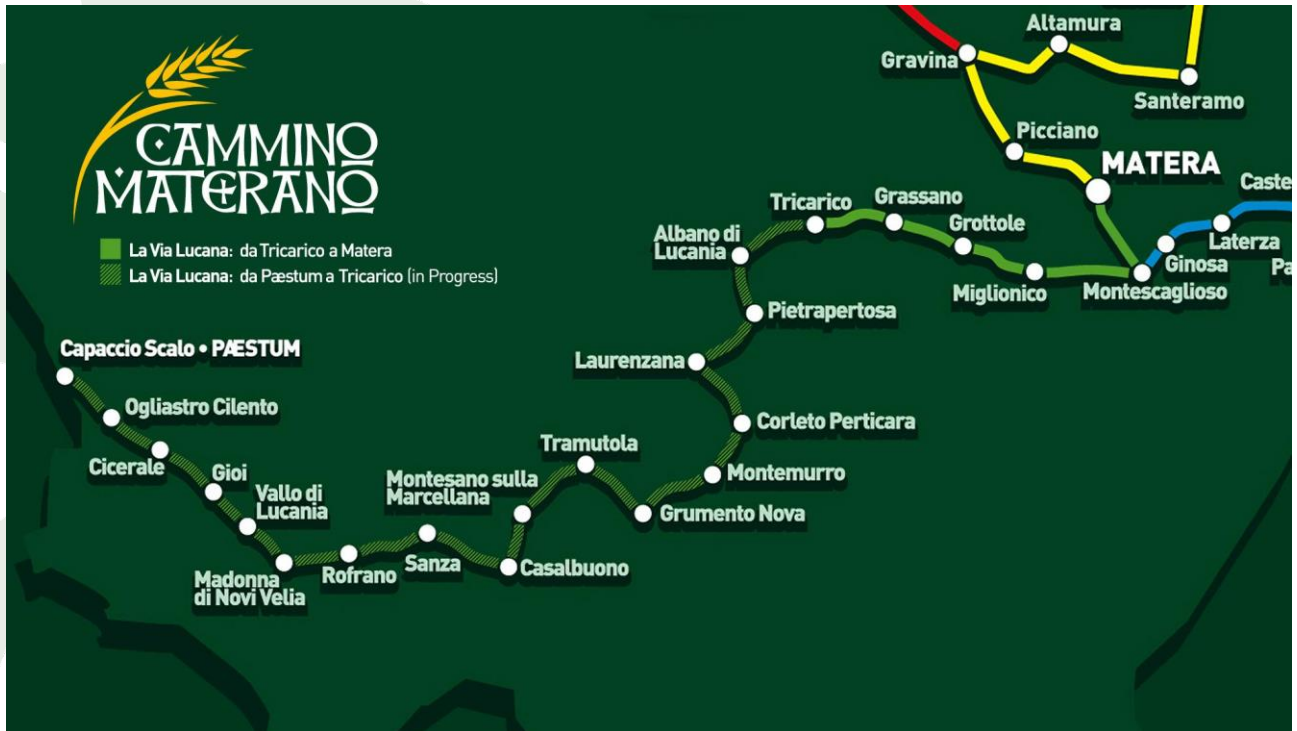 CAMMINO
MATERANO
La Via Lucana: da Tricarico a Matera
La Via Lucana: da Pæstum a Tricarico (in Progress)
Altamura
Gravina
Santeramo
Picciano
MATERA
Tricarico
Grassano
Grottole
Albano di
Lucania
Laterza
Ginosa
Miglionico
Montescaglioso
Pietrapertosa
Capaccio Scalo • PÆSTUM
Laurenzana
Ogliastro Cilento
Corleto Perticara
Cicerale
Gioi
Tramutola
Montesano sulla
Marcellana
Montemurro
Vallo di
Lucania
Grumento Nova
Madonna
di Novi Velia
Rofrano
Sanza
Casalbuono